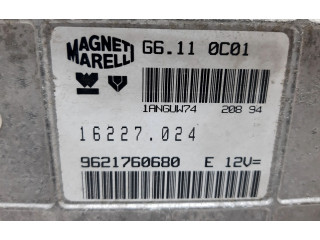 MAGNETI
MARELLI
G6.11 0C01
1ANGUW74 208 94
16227.024
9621760680 E 12V=